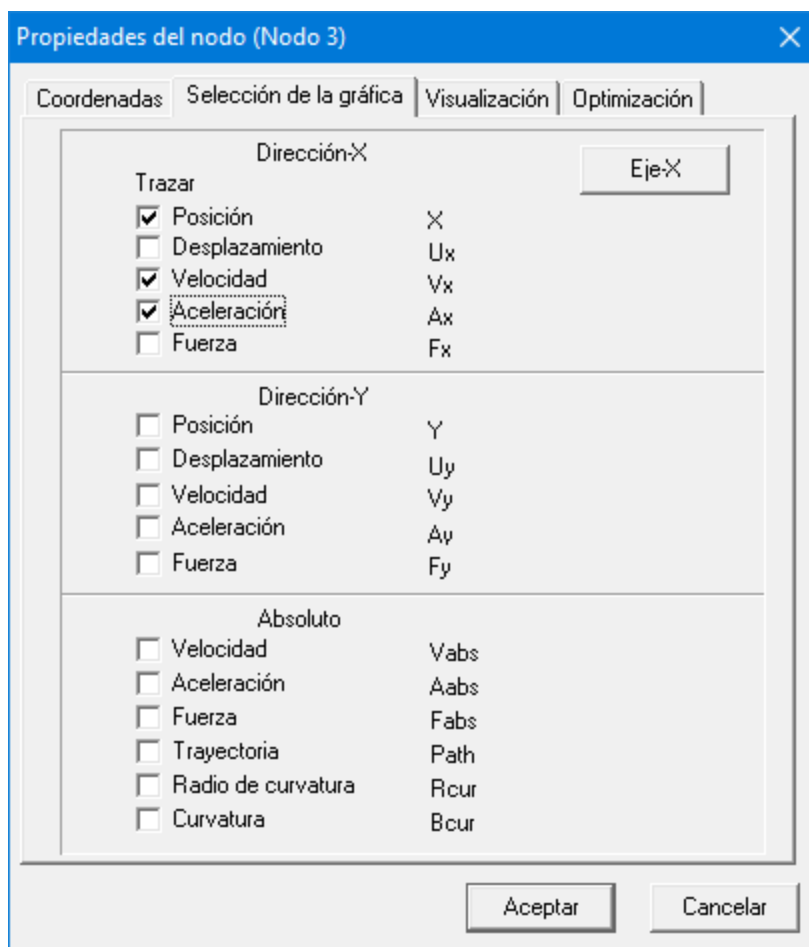 Propiedades del nodo (Nodo 3)
Coordenadas Selección de la gráfica Visualización Optimización
Dirección-X
Eje-X
Trazar
Posición X
Desplazamiento Ux
Velocidad Vx
Aceleración Ax
Fuerza Fx
Dirección-Y
Posición Y
Desplazamiento Uy
Velocidad Vy
Aceleración Ay
Fuerza Fy
Absoluto
Velocidad Vabs
Aceleración Aabs
Fuerza Fabs
Trayectoria Path
Radio de curvatura Rcur
Curvatura Bcur
Aceptar Cancelar